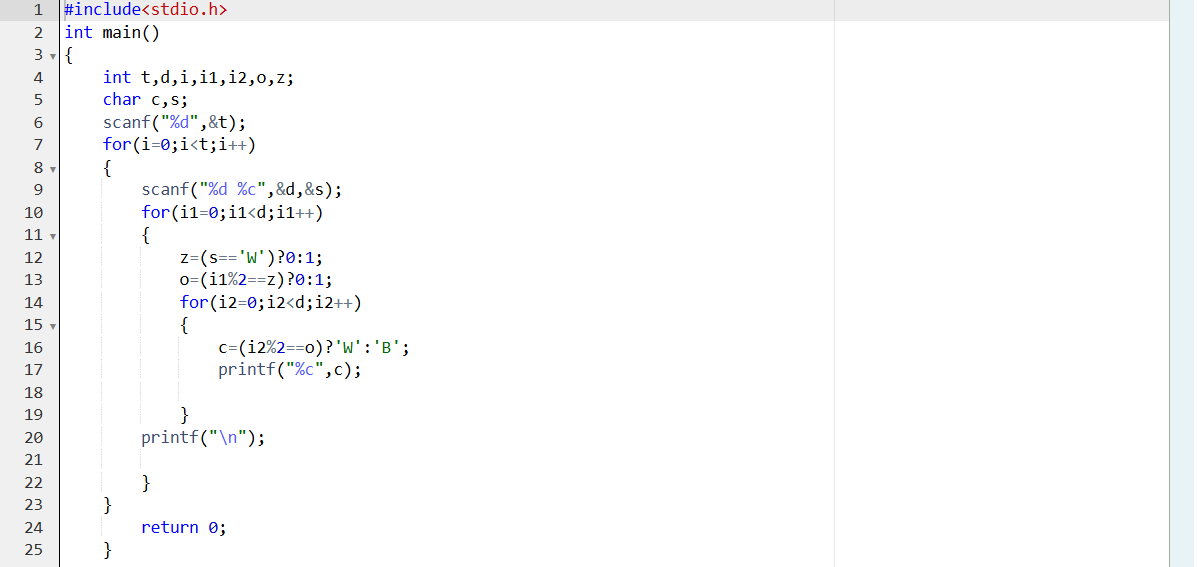 1 #include<stdio.h>
2 int main()
3 {
4     int t,d,i,i1,i2,o,z;
5     char c,s;
6     scanf("%d",&t);
7     for(i=0;i<t;i++)
8     {
9         scanf("%d %c",&d,&s);
10         for(i1=0;i1<d;i1++)
11         {
12             z=(s=='W')?0:1;
13             o=(i1%2==z)?0:1;
14             for(i2=0;i2<d;i2++)
15             {
16                 c=(i2%2==o)?'W':'B';
17                 printf("%c",c);
18
19             }
20         printf("\n");
21
22         }
23     }
24         return 0;
25     }